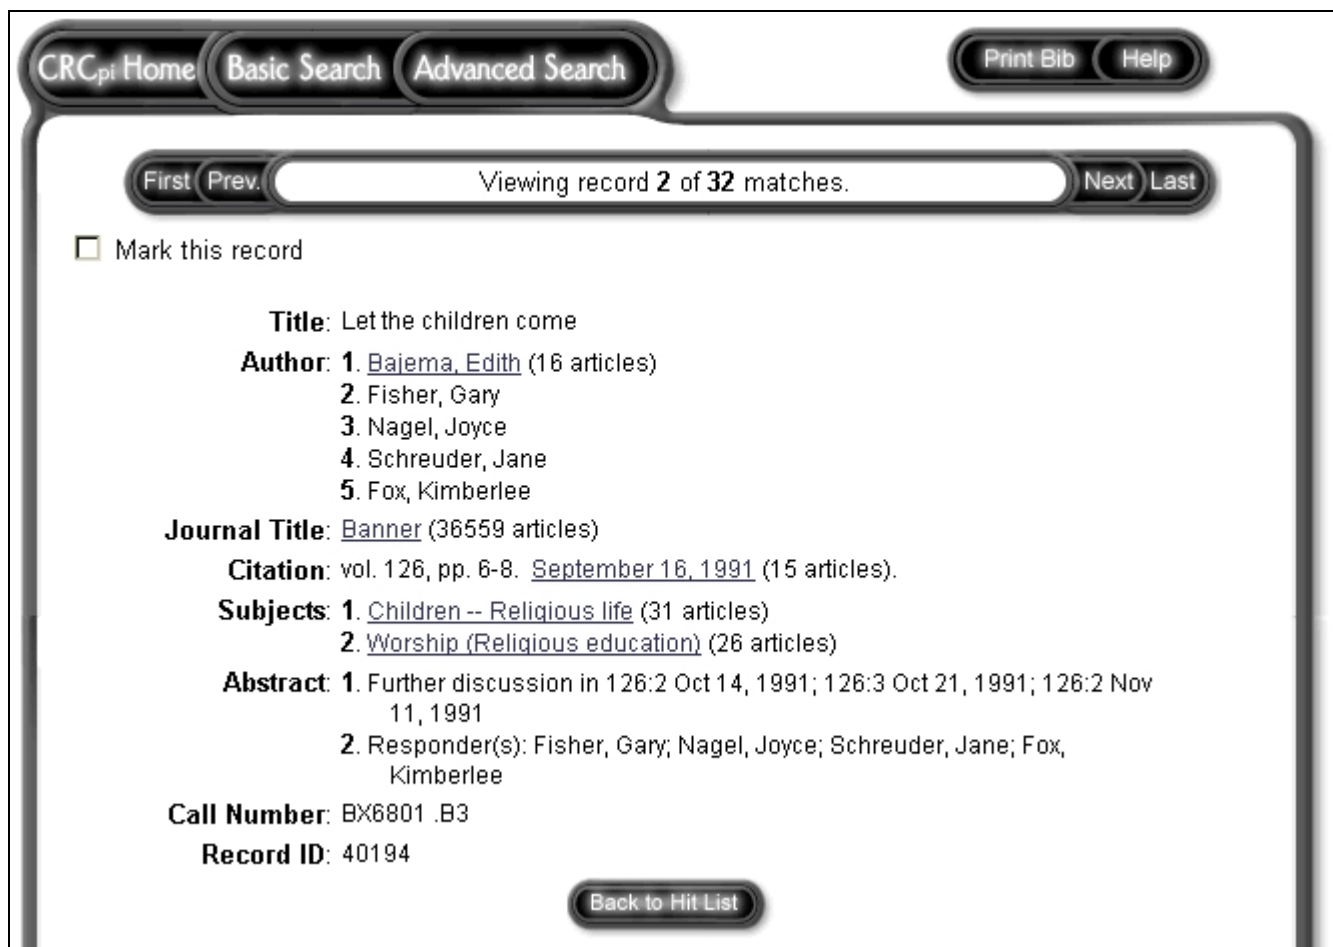 CRCpi Home Basic Search Advanced Search Print Bib Help
First Prev. Viewing record 2 of 32 matches. Next Last
Mark this record
Title: Let the children come
Author: 1. Bajema, Edith (16 articles)
2. Fisher, Gary
3. Nagel, Joyce
4. Schreuder, Jane
5. Fox, Kimberlee
Journal Title: Banner (36559 articles)
Citation: vol. 126, pp. 6-8. September 16, 1991 (15 articles).
Subjects: 1. Children -- Religious life (31 articles)
2. Worship (Religious education) (26 articles)
Abstract: 1. Further discussion in 126:2 Oct 14, 1991; 126:3 Oct 21, 1991; 126:2 Nov
11, 1991
2. Responder(s): Fisher, Gary; Nagel, Joyce; Schreuder, Jane; Fox,
Kimberlee
Call Number: BX6801 .B3
Record ID: 40194
Back to Hit List